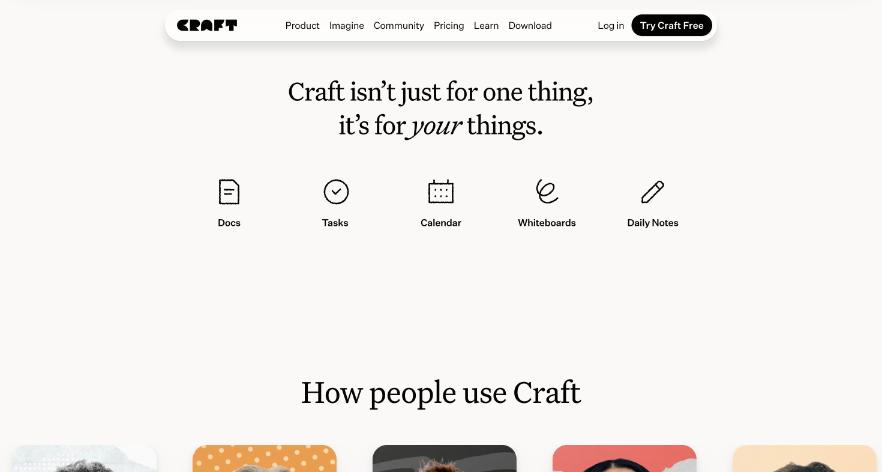 CRAFT
Product Imagine Community Pricing Learn Download
Log in
Try Craft Free
Craft isn’t just for one thing,
it’s for your things.
Docs
Tasks
Calendar
Whiteboards
Daily Notes
How people use Craft